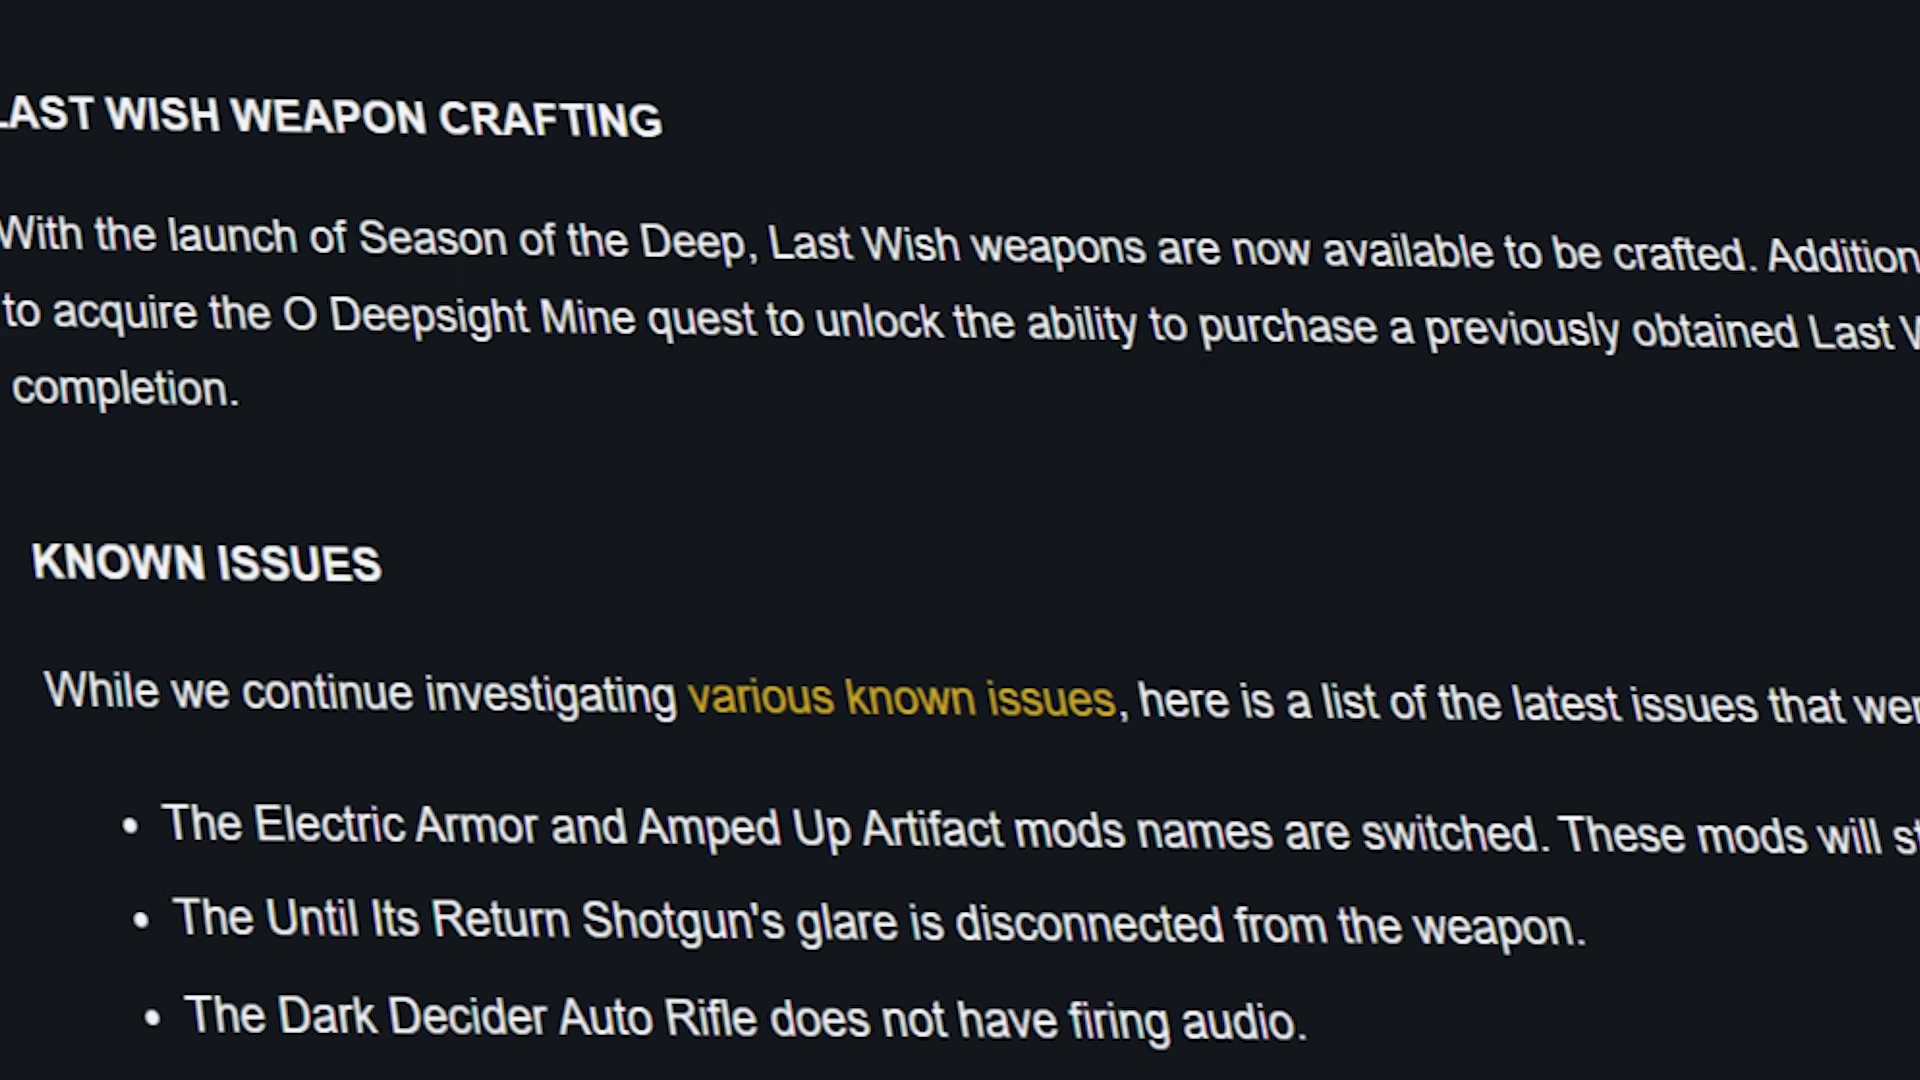 LAST WISH WEAPON CRAFTING
With the launch of Season of the Deep, Last Wish weapons are now available to be crafted. Addition
to acquire the O Deepsight Mine quest to unlock the ability to purchase a previously obtained Last W
completion.
KNOWN ISSUES
While we continue investigating various known issues, here is a list of the latest issues that wer
• The Electric Armor and Amped Up Artifact mods names are switched. These mods will st
• The Until Its Return Shotgun's glare is disconnected from the weapon.
• The Dark Decider Auto Rifle does not have firing audio.